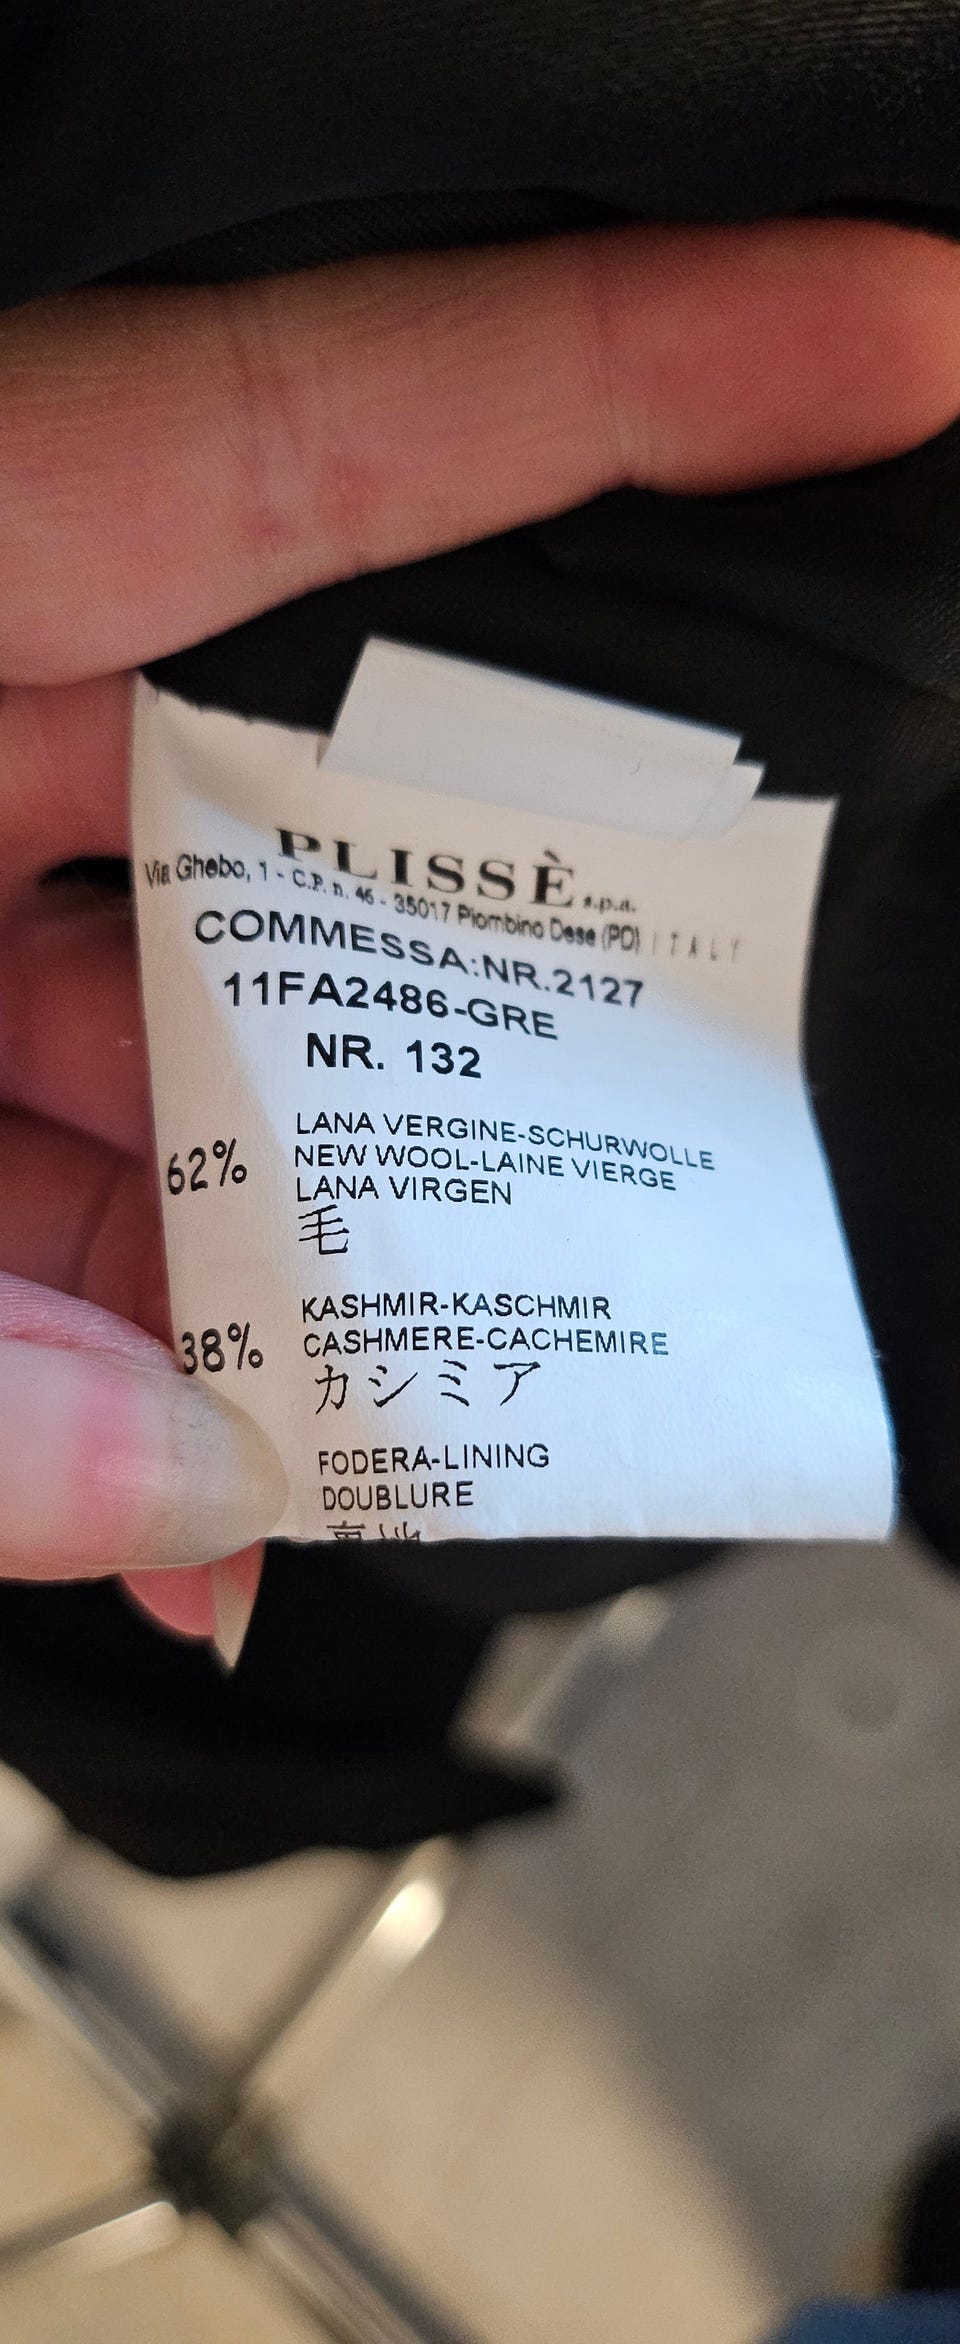 PLISSÈ s.p.a.
Via Ghebo, 1 - C.P. n. 46 - 35017 Piombino Dese (PD) ITALY
COMMESSA:NR.2127
11FA2486-GRE
NR. 132
62% LANA VERGINE-SCHURWOLLE
NEW WOOL-LAINE VIERGE
LANA VIRGEN
毛
38% KASHMIR-KASCHMIR
CASHMERE-CACHEMIRE
カシミア
FODERA-LINING
DOUBLURE